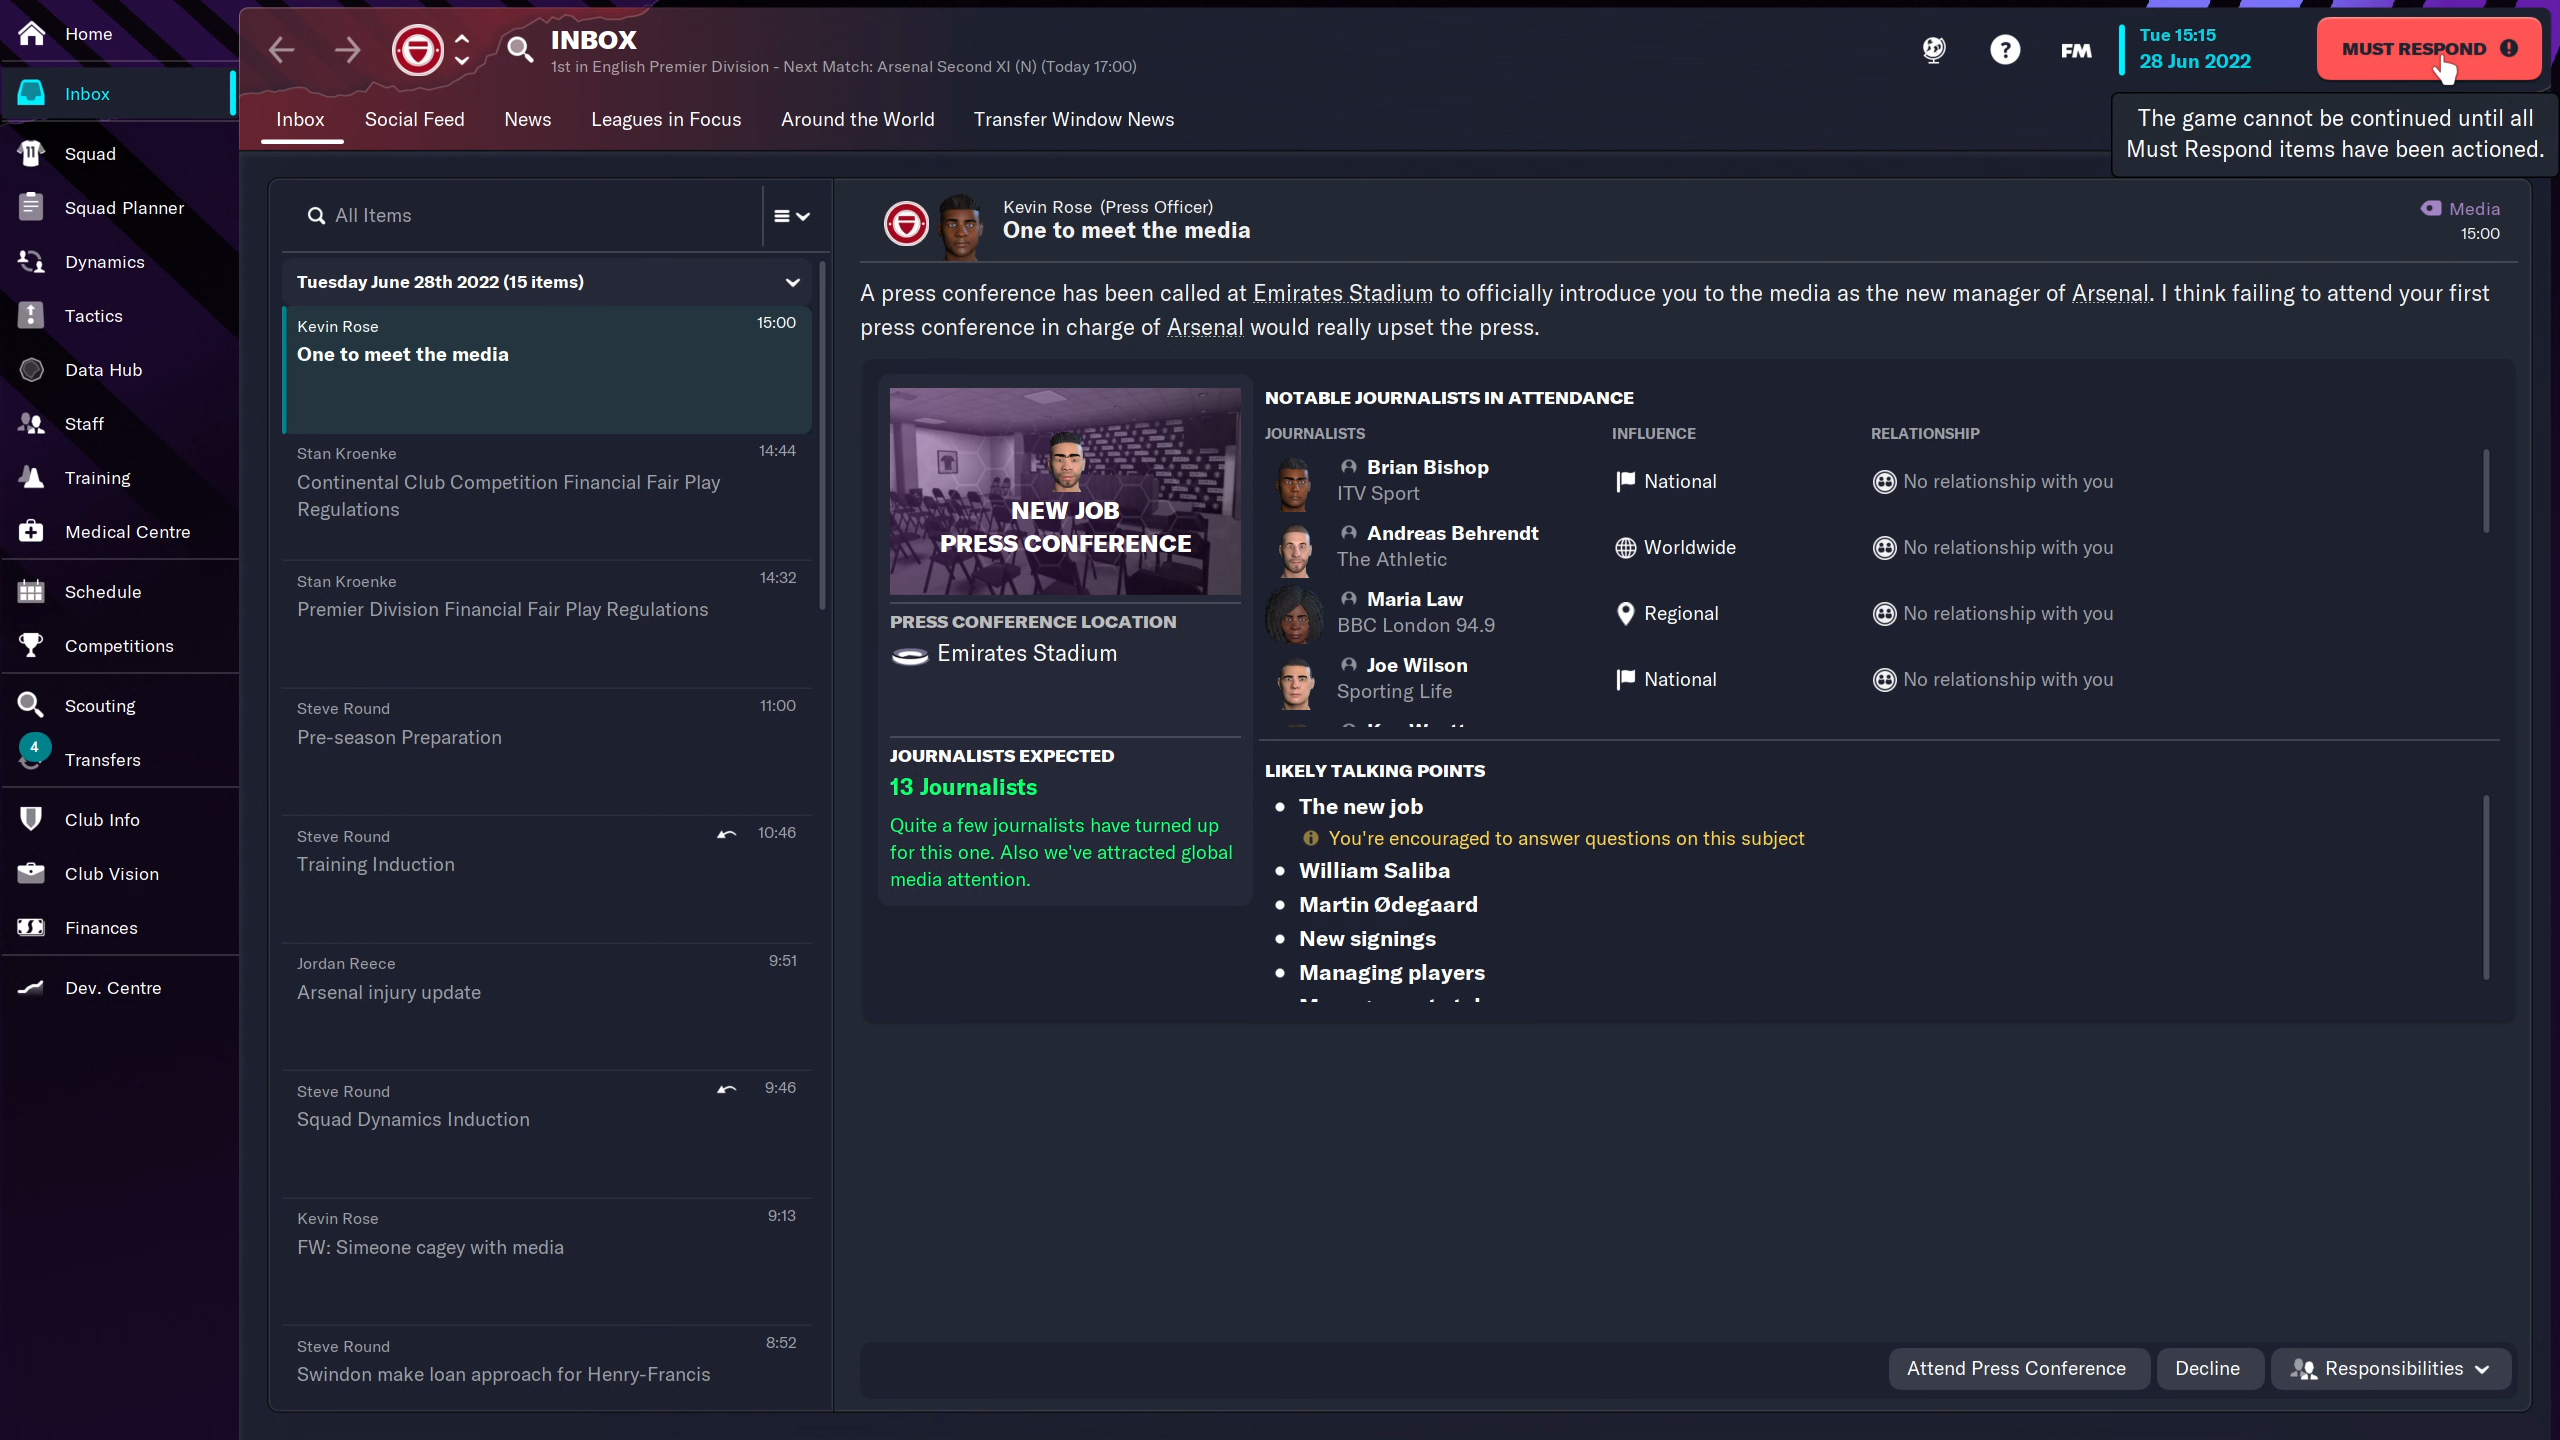 Home
Inbox
Squad
Squad Planner
Dynamics
Tactics
Data Hub
Staff
Training
Medical Centre
Schedule
Competitions
Scouting
4
Transfers
Club Info
Club Vision
Finances
Dev. Centre
INBOX
1st in English Premier Division - Next Match: Arsenal Second XI (N) (Today 17:00)
FM
Tue 15:15
28 Jun 2022
MUST RESPOND
The game cannot be continued until all
Must Respond items have been actioned.
Inbox
Social Feed
News
Leagues in Focus
Around the World
Transfer Window News
All Items
Tuesday June 28th 2022 (15 items)
Kevin Rose 15:00
One to meet the media
Stan Kroenke 14:44
Continental Club Competition Financial Fair Play
Regulations
Stan Kroenke 14:32
Premier Division Financial Fair Play Regulations
Steve Round 11:00
Pre-season Preparation
Steve Round 10:46
Training Induction
Jordan Reece 9:51
Arsenal injury update
Steve Round 9:46
Squad Dynamics Induction
Kevin Rose 9:13
FW: Simeone cagey with media
Steve Round 8:52
Swindon make loan approach for Henry-Francis
Kevin Rose (Press Officer)
One to meet the media
Media
15:00
A press conference has been called at Emirates Stadium to officially introduce you to the media as the new manager of Arsenal. I think failing to attend your first
press conference in charge of Arsenal would really upset the press.
NEW JOB
PRESS CONFERENCE
PRESS CONFERENCE LOCATION
Emirates Stadium
JOURNALISTS EXPECTED
13 Journalists
Quite a few journalists have turned up
for this one. Also we've attracted global
media attention.
NOTABLE JOURNALISTS IN ATTENDANCE
JOURNALISTS INFLUENCE RELATIONSHIP
Brian Bishop
ITV Sport
National
No relationship with you
Andreas Behrendt
The Athletic
Worldwide
No relationship with you
Maria Law
BBC London 94.9
Regional
No relationship with you
Joe Wilson
Sporting Life
National
No relationship with you
LIKELY TALKING POINTS
The new job
You're encouraged to answer questions on this subject
William Saliba
Martin Ødegaard
New signings
Managing players
Attend Press Conference
Decline
Responsibilities